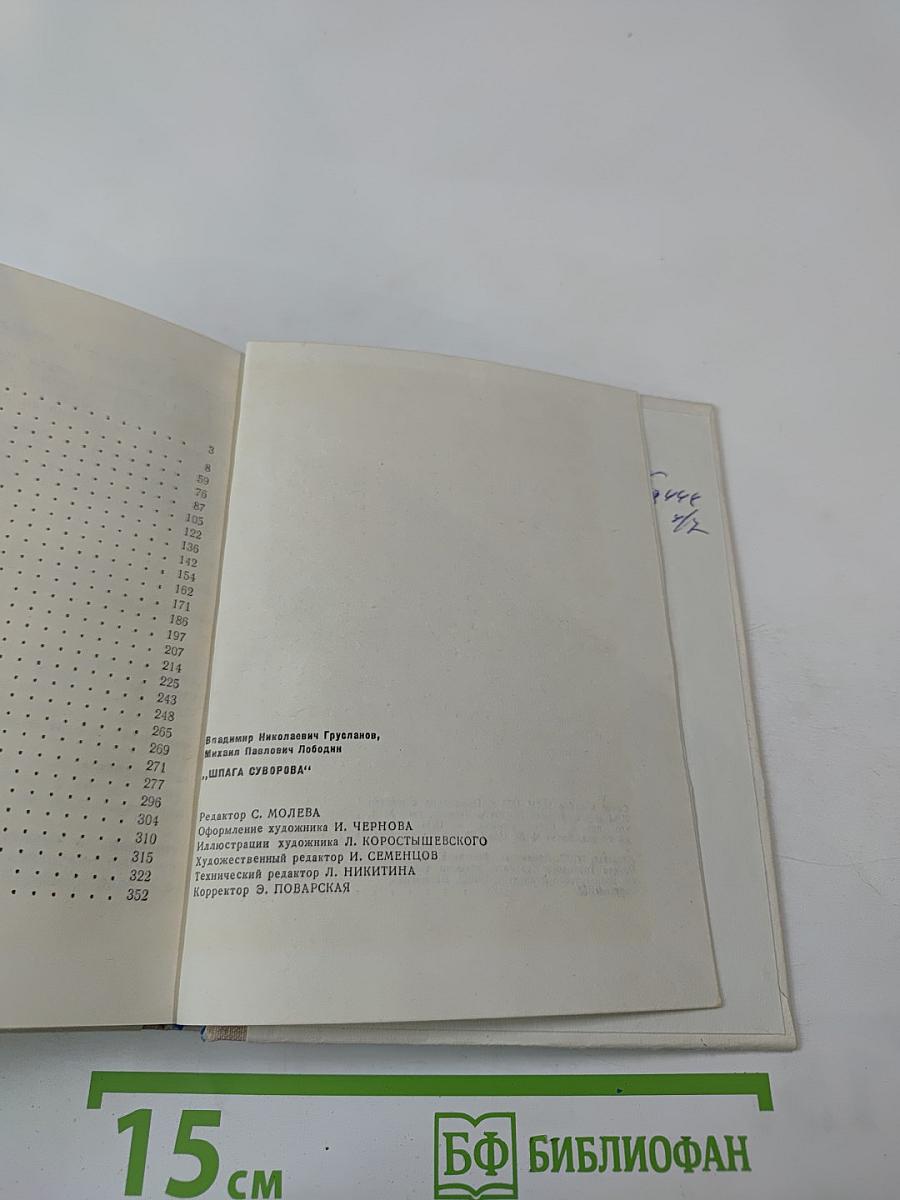 3
8
59
76
87
105
122
136
142
154
162
171
186
197
207
214
225
243
248
265
269
271
277
296
304
310
315
322
352
Владимир Николаевич Грусланов,
Михаил Павлович Лободин
„ШПАГА СУВОРОВА“
Редактор С. МОЛЕВА
Оформление художника И. ЧЕРНОВА
Иллюстрации художника Л. КОРОСТЫШЕВСКОГО
Художественный редактор И. СЕМЕНЦОВ
Технический редактор Л. НИКИТИНА
Корректор Э. ПОВАРСКАЯ
15 см
БФ БИБЛИОФАН